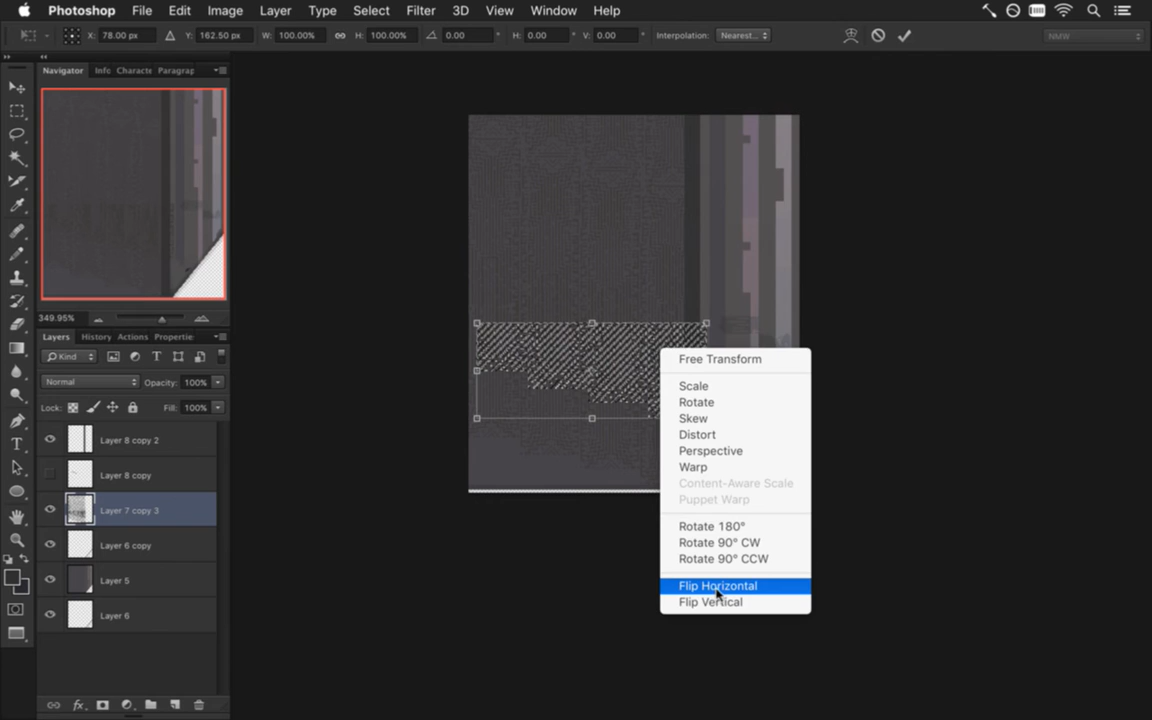 Photoshop File Edit Image Layer Type Select Filter 3D View Window Help
X: 78.00 px Y: 162.50 px W: 100.00% H: 100.00% 0.00 ° H: 0.00 ° V: 0.00 ° Interpolation: Nearest... NMW
Navigator Info Characte Paragrap
349.95%
Layers History Actions Propertie
Kind
Normal Opacity: 100%
Lock: Fill: 100%
Layer 8 copy 2
Layer 8 copy
Layer 7 copy 3
Layer 6 copy
Layer 5
Layer 6
fx
Free Transform
Scale
Rotate
Skew
Distort
Perspective
Warp
Content-Aware Scale
Puppet Warp
Rotate 180°
Rotate 90° CW
Rotate 90° CCW
Flip Horizontal
Flip Vertical